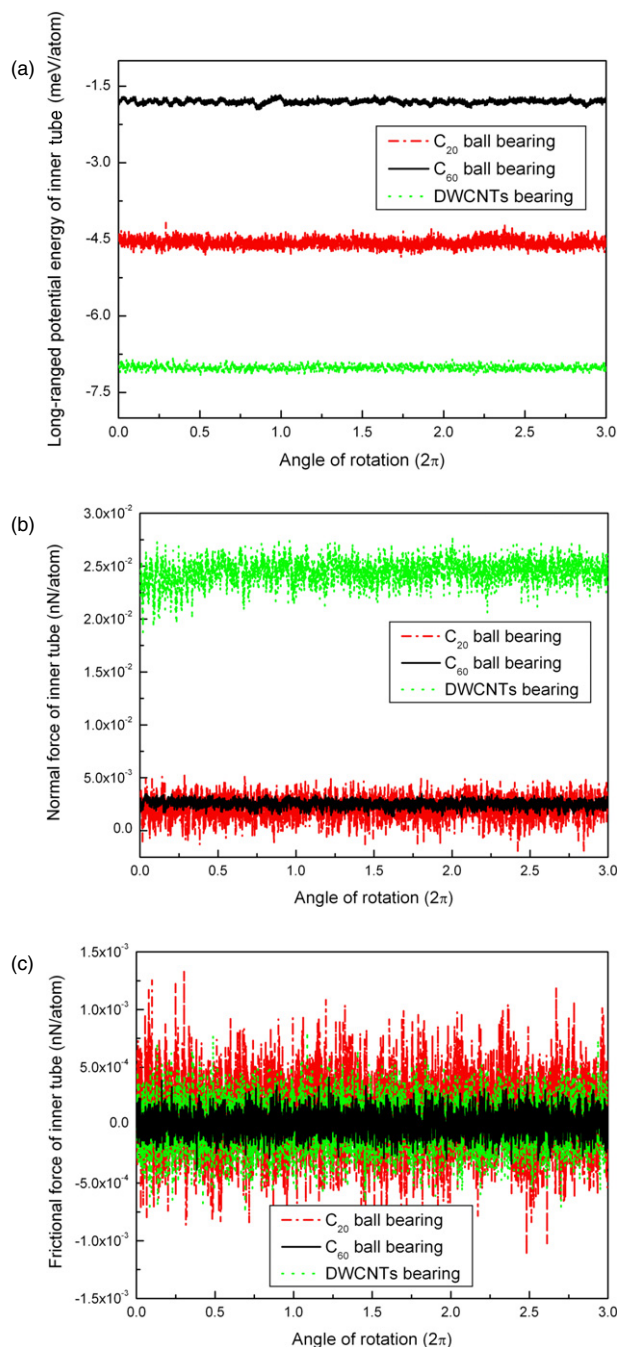 (a)
Long-ranged potential energy of inner tube (meV/atom)
-1.5
-3.0
-4.5
-6.0
-7.5
C20 ball bearing
C60 ball bearing
DWCNTs bearing
0.0 0.5 1.0 1.5 2.0 2.5 3.0
Angle of rotation (2π)
(b)
Normal force of inner tube (nN/atom)
3.0x10-2
2.5x10-2
2.0x10-2
1.5x10-2
1.0x10-2
5.0x10-3
0.0
C20 ball bearing
C60 ball bearing
DWCNTs bearing
0.0 0.5 1.0 1.5 2.0 2.5 3.0
Angle of rotation (2π)
(c)
Frictional force of inner tube (nN/atom)
1.5x10-3
1.0x10-3
5.0x10-4
0.0
-5.0x10-4
-1.0x10-3
-1.5x10-3
C20 ball bearing
C60 ball bearing
DWCNTs bearing
0.0 0.5 1.0 1.5 2.0 2.5 3.0
Angle of rotation (2π)